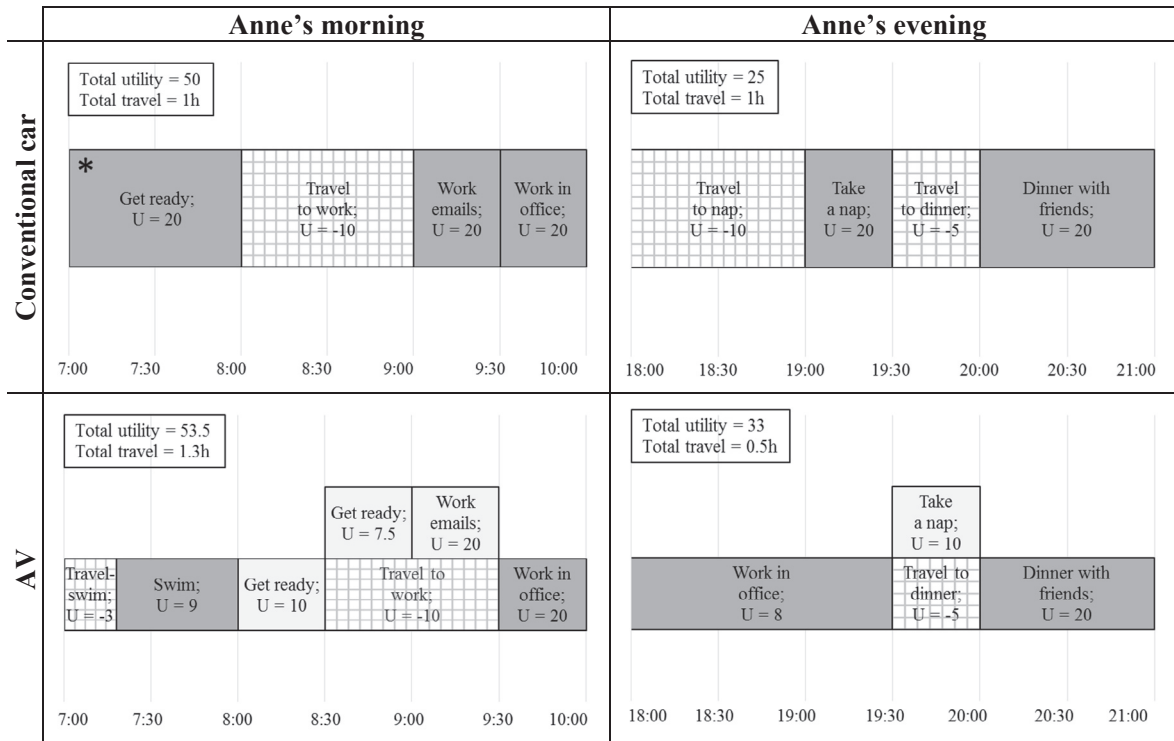 Anne’s morning
Anne’s evening
Conventional car
Total utility = 50
Total travel = 1h
*
Get ready;
U = 20
Travel
to work;
U = -10
Work
emails;
U = 20
Work in
office;
U = 20
7:00 7:30 8:00 8:30 9:00 9:30 10:00
Total utility = 25
Total travel = 1h
Travel
to nap;
U = -10
Take
a nap;
U = 20
Travel
to dinner;
U = -5
Dinner with
friends;
U = 20
18:00 18:30 19:00 19:30 20:00 20:30 21:00
AV
Total utility = 53.5
Total travel = 1.3h
Get ready;
U = 7.5
Work
emails;
U = 20
Travel-
swim;
U = -3
Swim;
U = 9
Get ready;
U = 10
Travel to
work;
U = -10
Work in
office;
U = 20
7:00 7:30 8:00 8:30 9:00 9:30 10:00
Total utility = 33
Total travel = 0.5h
Take
a nap;
U = 10
Work in
office;
U = 8
Travel to
dinner;
U = -5
Dinner with
friends;
U = 20
18:00 18:30 19:00 19:30 20:00 20:30 21:00